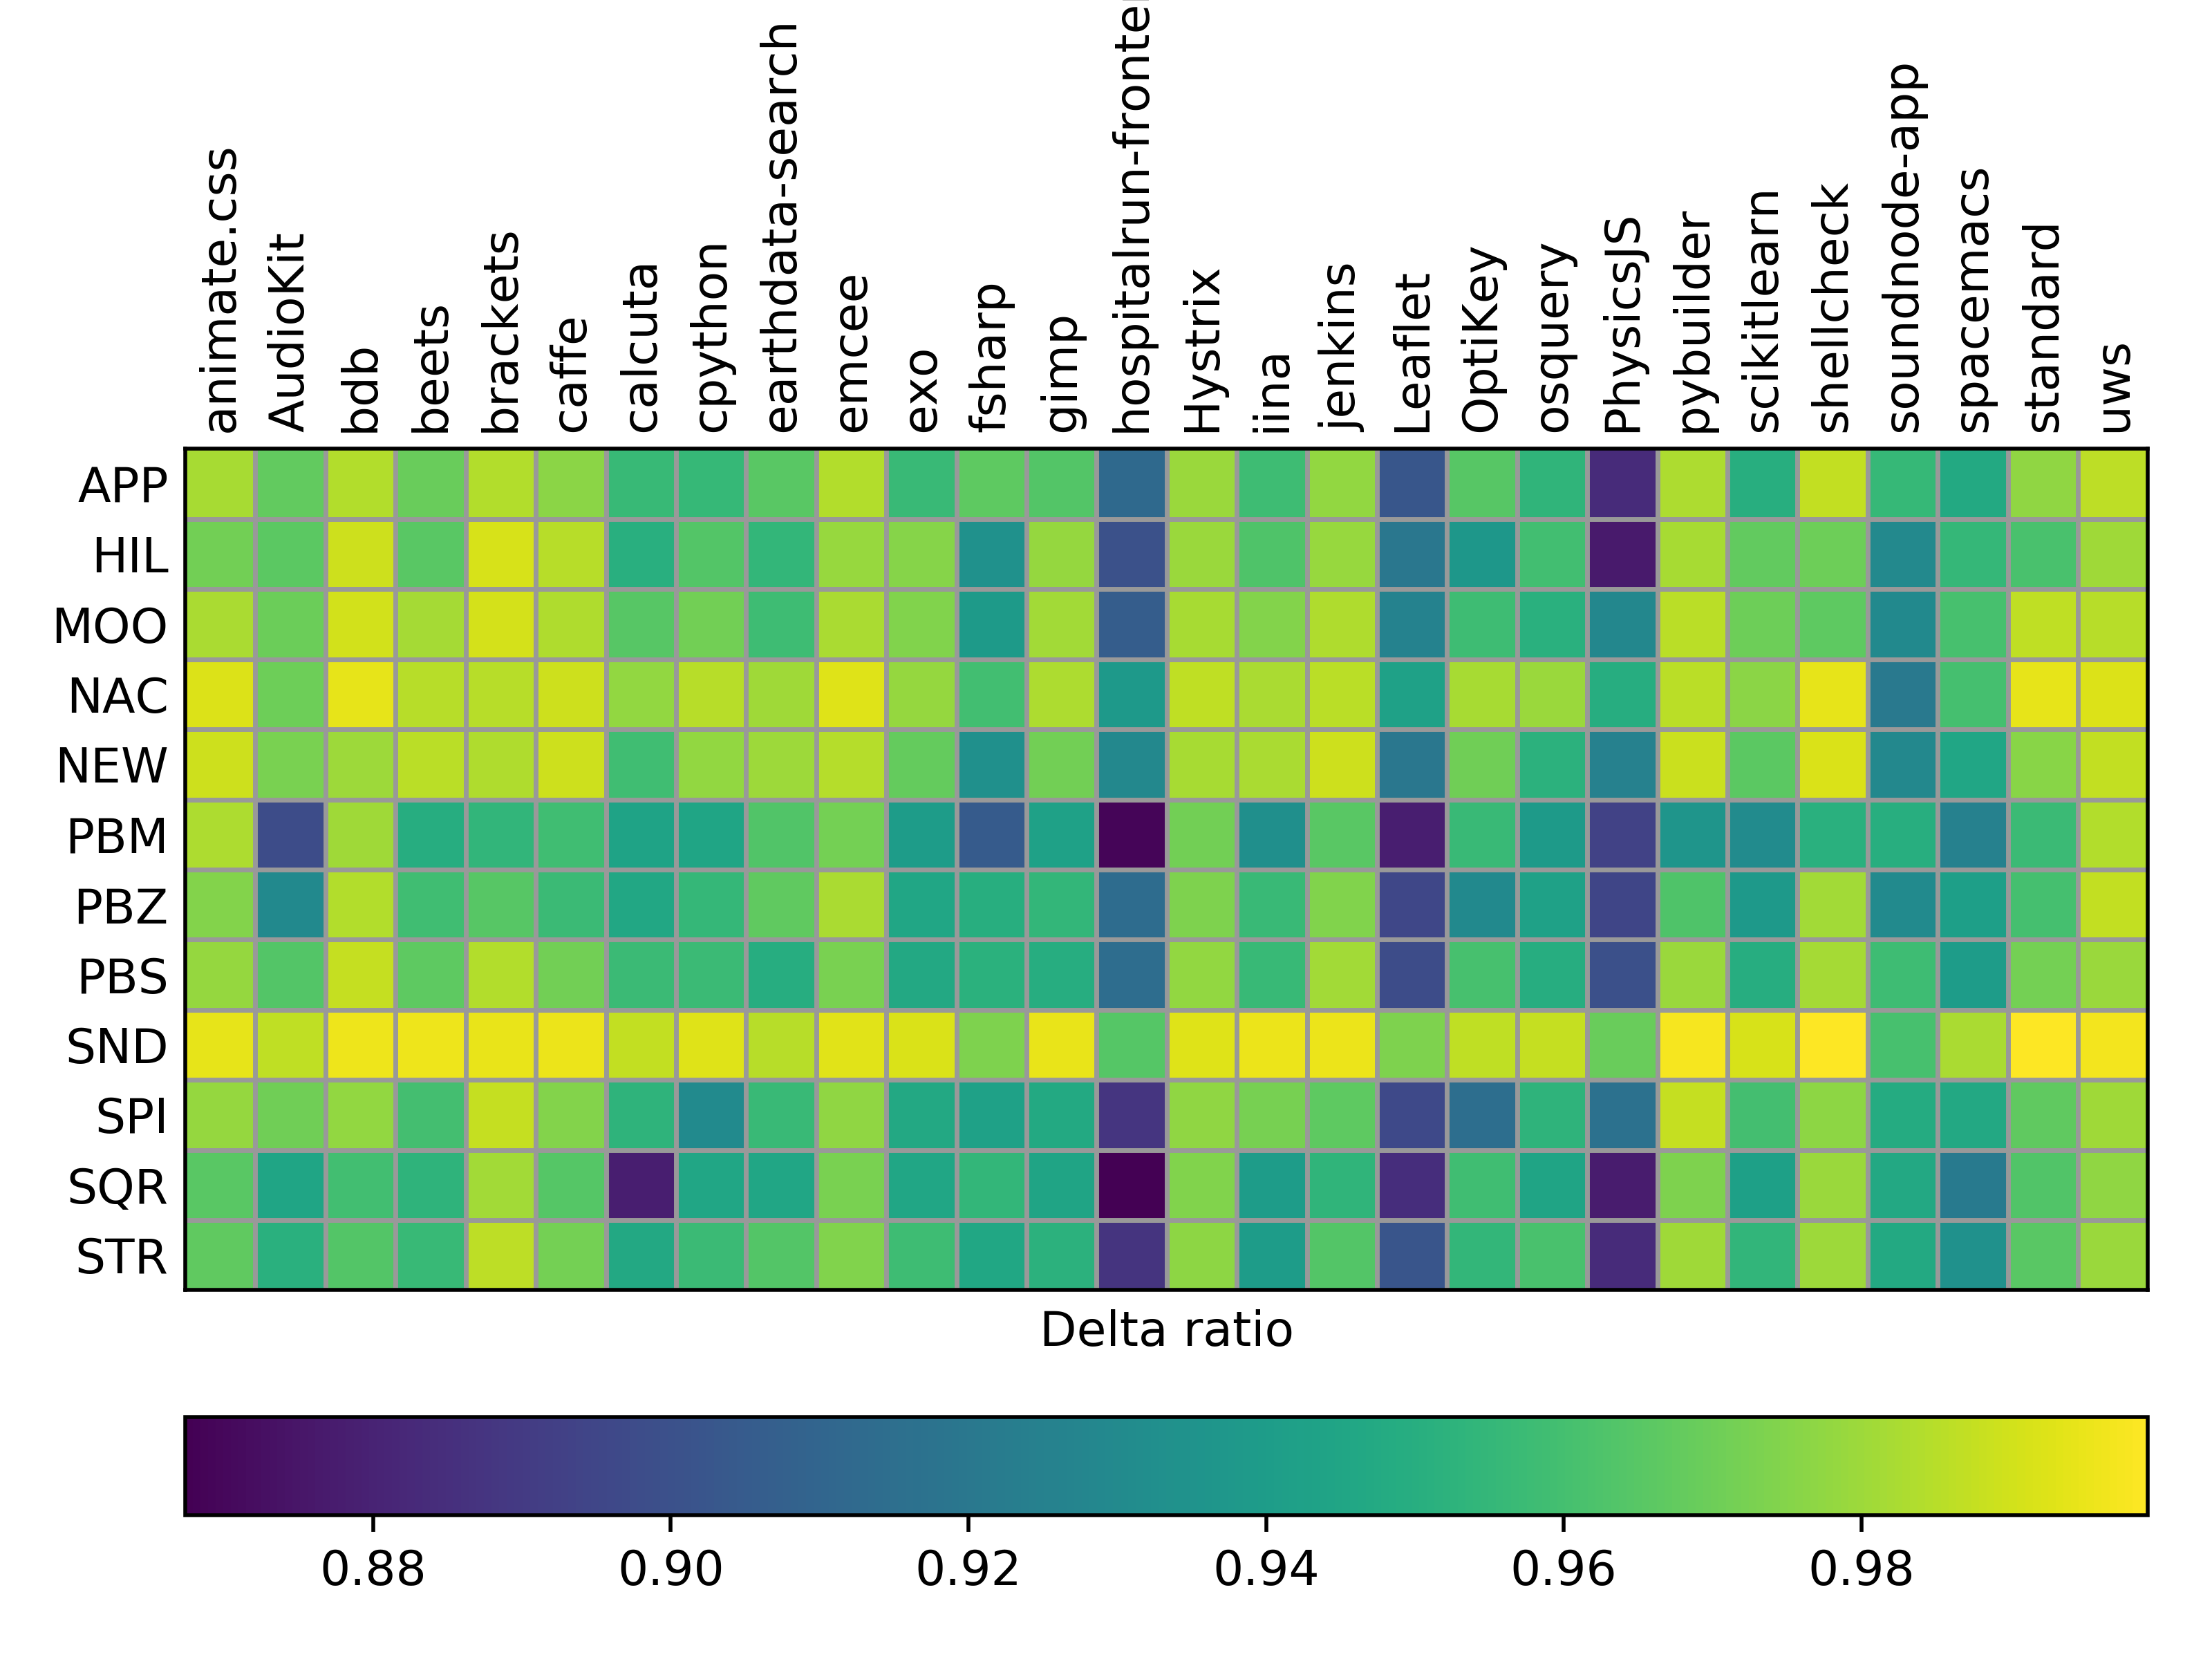 animate.css
AudioKit
bdb
beets
brackets
caffe
calcuta
cpython
earthdata-search
emcee
exo
fsharp
gimp
hospitalrun-fronte
Hystrix
iina
jenkins
Leaflet
OptiKey
osquery
PhysicsJS
pybuilder
scikitlearn
shellcheck
soundnode-app
spacemacs
standard
uws
APP
HIL
MOO
NAC
NEW
PBM
PBZ
PBS
SND
SPI
SQR
STR
Delta ratio
0.88 0.90 0.92 0.94 0.96 0.98